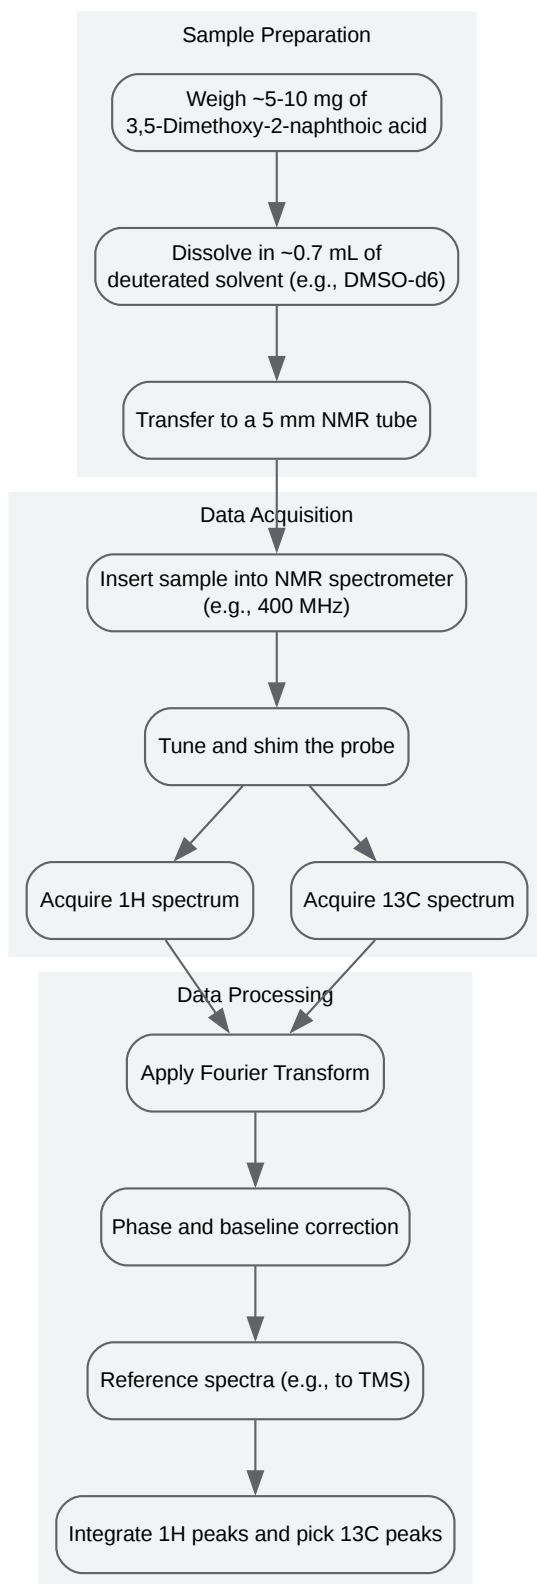 Sample Preparation
Weigh ~5-10 mg of
3,5-Dimethoxy-2-naphthoic acid
Dissolve in ~0.7 mL of
deuterated solvent (e.g., DMSO-d6)
Transfer to a 5 mm NMR tube
Data Acquisition
Insert sample into NMR spectrometer
(e.g., 400 MHz)
Tune and shim the probe
Acquire 1H spectrum
Acquire 13C spectrum
Data Processing
Apply Fourier Transform
Phase and baseline correction
Reference spectra (e.g., to TMS)
Integrate 1H peaks and pick 13C peaks